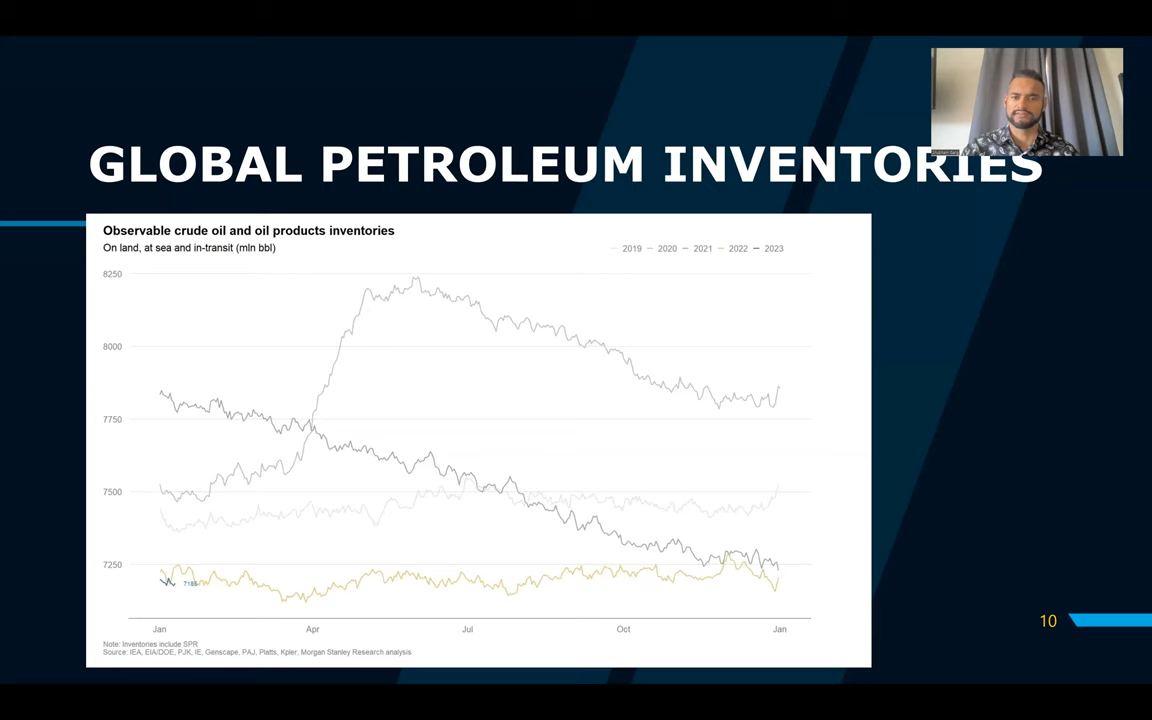 GLOBAL PETROLEUM INVENTORIES
Observable crude oil and oil products inventories
On land, at sea and in-transit (mln bbl)
2019 2020 2021 2022 2023
8250
8000
7750
7500
7250
7185
Jan Apr Jul Oct Jan
Note: Inventories include SPR
Source: IEA, EIA/DOE, PJK, IE, Genscape, PAJ, Platts, Kpler, Morgan Stanley Research analysis
10